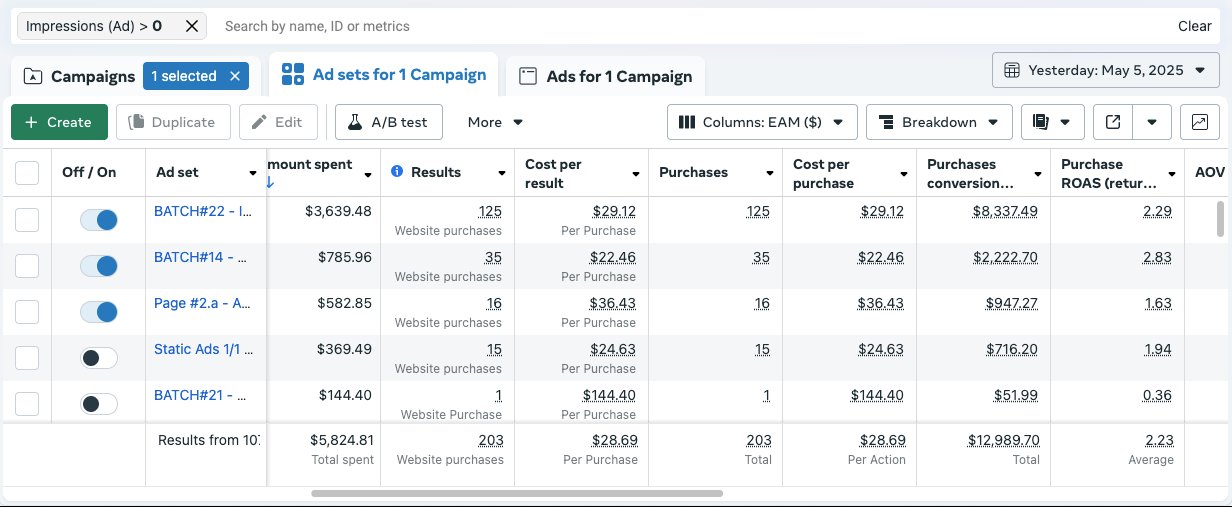 Impressions (Ad) > 0 Search by name, ID or metrics Clear
Campaigns 1 selected Ad sets for 1 Campaign Ads for 1 Campaign Yesterday: May 5, 2025
+ Create Duplicate Edit A/B test More Columns: EAM ($) Breakdown
Off / On Ad set mount spent ↓ Results Cost per result Purchases Cost per purchase Purchases conversion... Purchase ROAS (retur... AOV
BATCH#22 - I... $3,639.48 125 $29.12 125 $29.12 $8,337.49 2.29
Website purchases Per Purchase
BATCH#14 - ... $785.96 35 $22.46 35 $22.46 $2,222.70 2.83
Website purchases Per Purchase
Page #2.a - A... $582.85 16 $36.43 16 $36.43 $947.27 1.63
Website purchases Per Purchase
Static Ads 1/1 ... $369.49 15 $24.63 15 $24.63 $716.20 1.94
Website purchases Per Purchase
BATCH#21 - ... $144.40 1 $144.40 1 $144.40 $51.99 0.36
Website Purchase Per Purchase
Results from 107 $5,824.81 203 $28.69 203 $28.69 $12,989.70 2.23
Total spent Website purchases Per Purchase Total Per Action Total Average